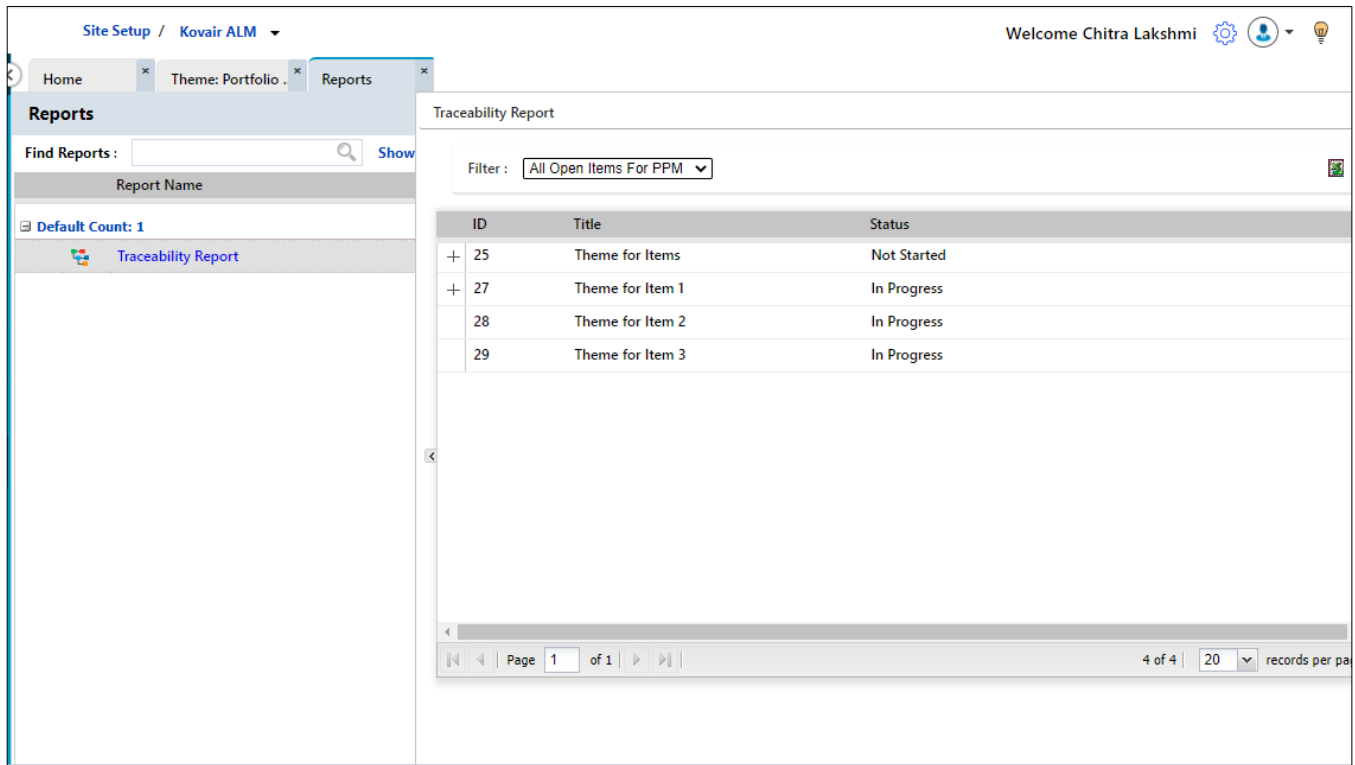 Site Setup / Kovair ALM
Welcome Chitra Lakshmi
Home × Theme: Portfolio .. × Reports ×
Reports
Traceability Report
Find Reports : Show
Filter : All Open Items For PPM
Report Name
ID Title Status
Default Count: 1
Traceability Report
25 Theme for Items Not Started
27 Theme for Item 1 In Progress
28 Theme for Item 2 In Progress
29 Theme for Item 3 In Progress
Page 1 of 1 4 of 4 20 records per pa